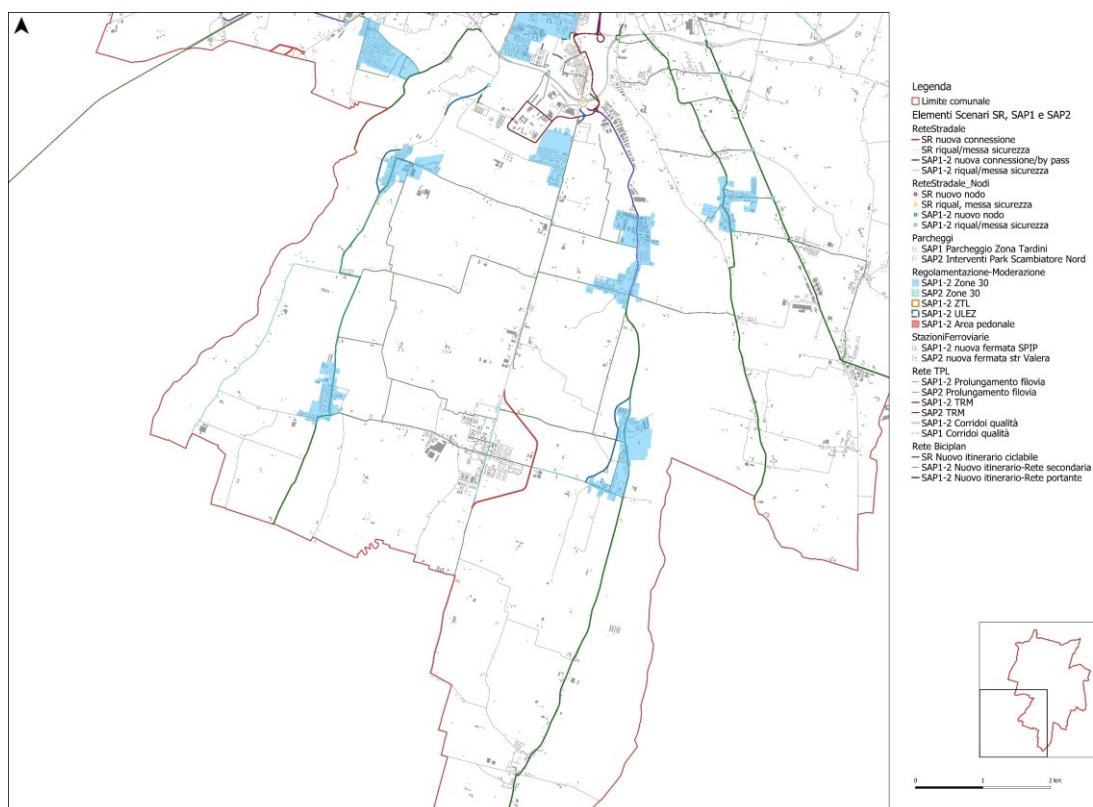 Legenda
Limite comunale
Elementi Scenari SR, SAP1 e SAP2
ReteStradale
SR nuova connessione
SR riqual/messa sicurezza
SAP1-2 nuova connessione/by pass
SAP1-2 riqual/messa sicurezza
ReteStradale_Nodi
SR nuovo nodo
SR riqual, messa sicurezza
SAP1-2 nuovo nodo
SAP1-2 riqual/messa sicurezza
Parcheggi
SAP1 Parcheggio Zona Tardini
SAP2 Interventi Park Scambiatore Nord
Regolamentazione-Moderazione
SAP1-2 Zone 30
SAP2 Zone 30
SAP1-2 ZTL
SAP1-2 ULEZ
SAP1-2 Area pedonale
StazioniFerroviarie
SAP1-2 nuova fermata SPIP
SAP2 nuova fermata str Valera
Rete TPL
SAP1-2 Prolungamento filovia
SAP2 Prolungamento filovia
SAP1-2 TRM
SAP2 TRM
SAP1-2 Corridoi qualità
SAP1 Corridoi qualità
Rete Biciplan
SR Nuovo itinerario ciclabile
SAP1-2 Nuovo itinerario-Rete secondaria
SAP1-2 Nuovo itinerario-Rete portante
0 1 2 km